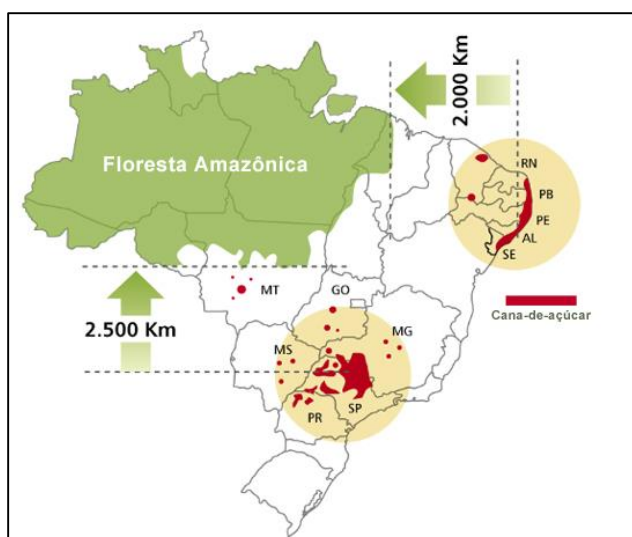 2.000 Km
Floresta Amazônica
RN
PB
PE
AL
SE
MT
GO
Cana-de-açúcar
2.500 Km
MG
MS
SP
PR